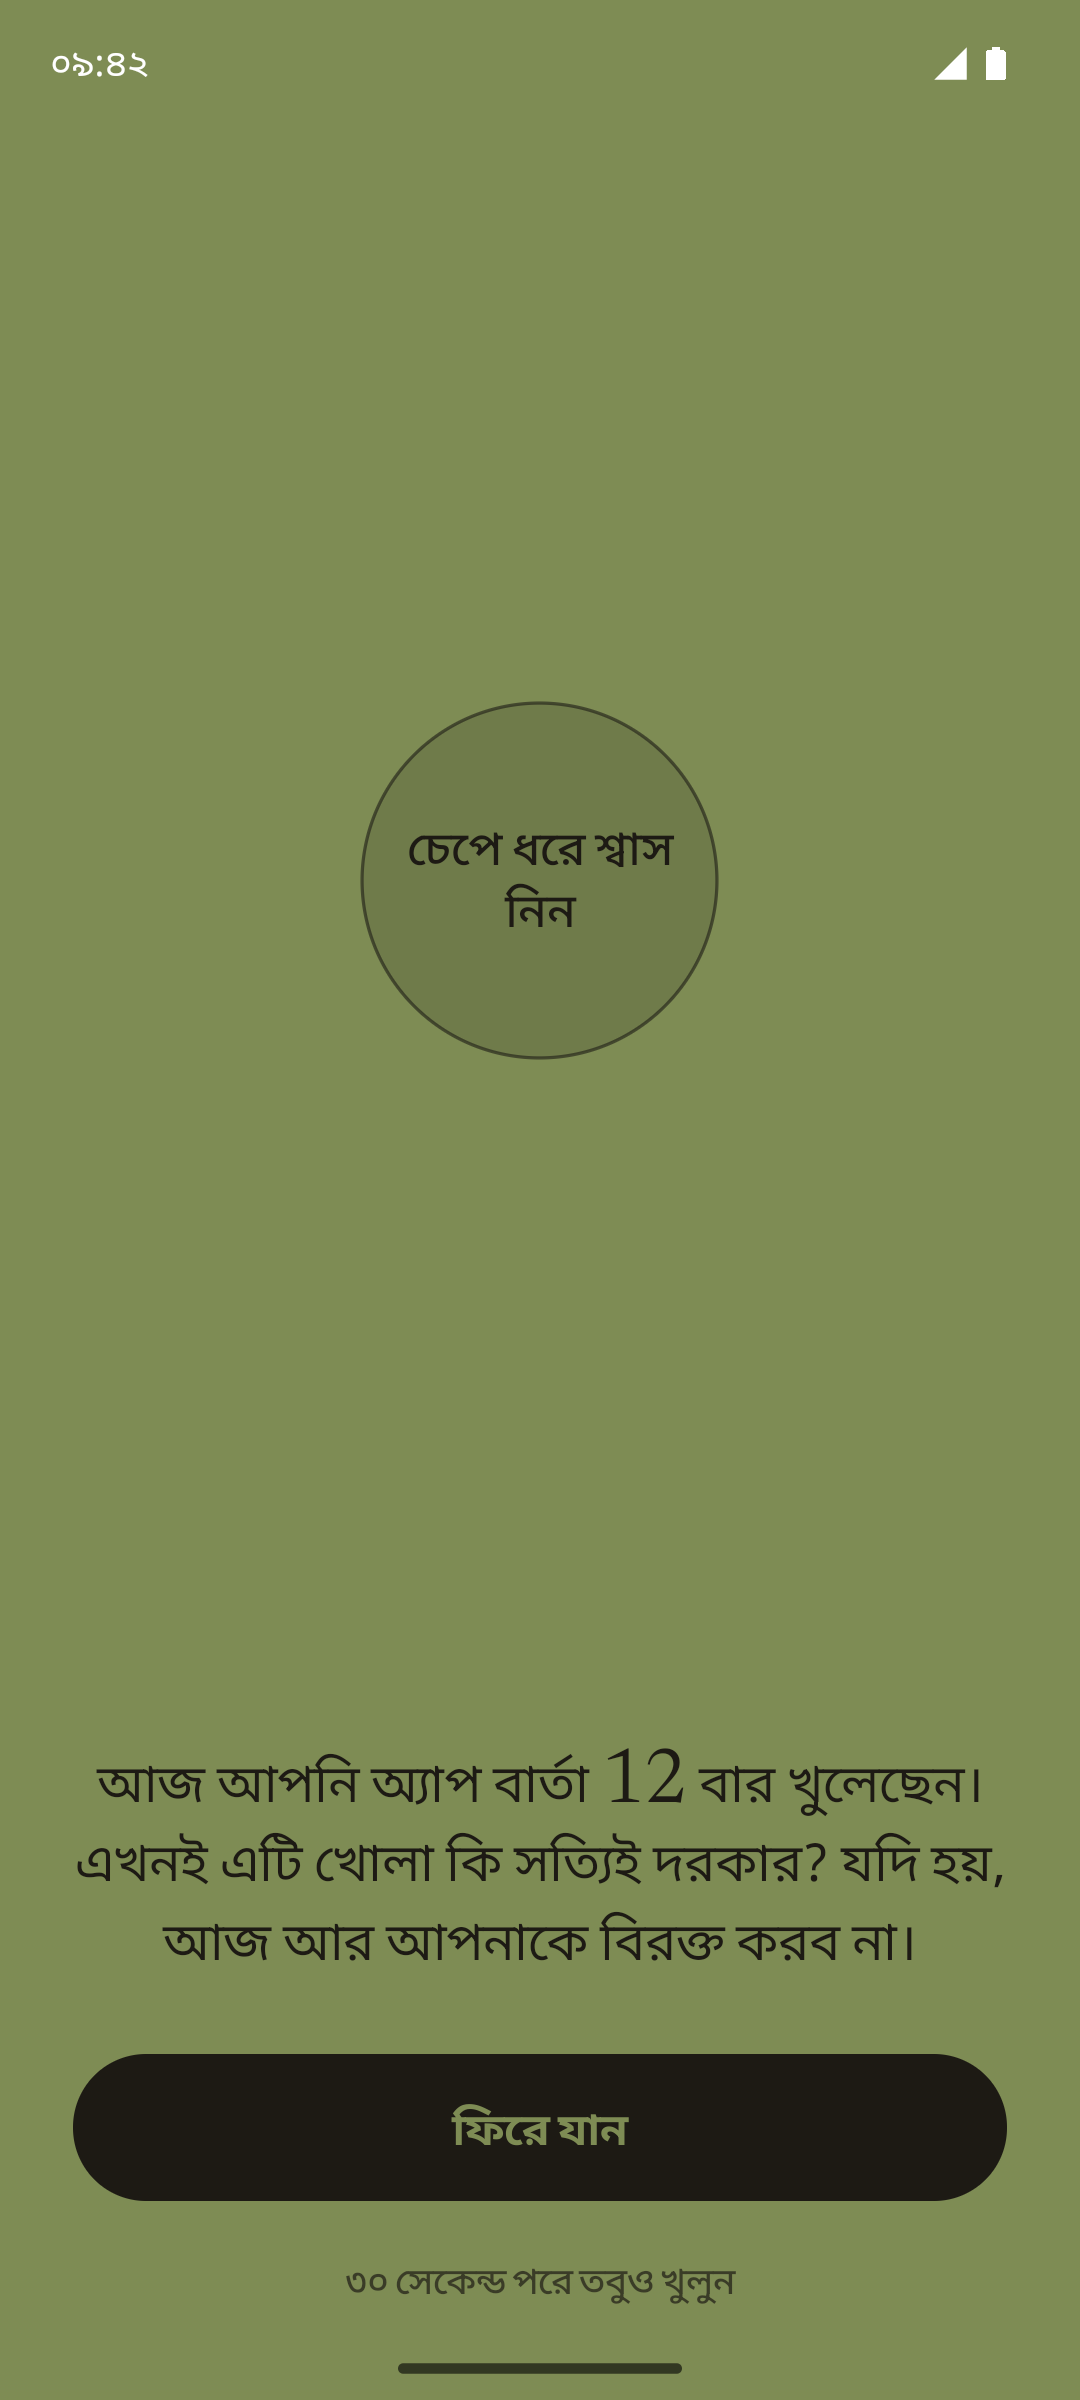 ০৯:৪২
চেপে ধরে শ্বাস
নিন
আজ আপনি অ্যাপ বার্তা 12 বার খুলেছেন।
এখনই এটি খোলা কি সত্যিই দরকার? যদি হয়,
আজ আর আপনাকে বিরক্ত করব না।
ফিরে যান
৩০ সেকেন্ড পরে তবুও খুলুন